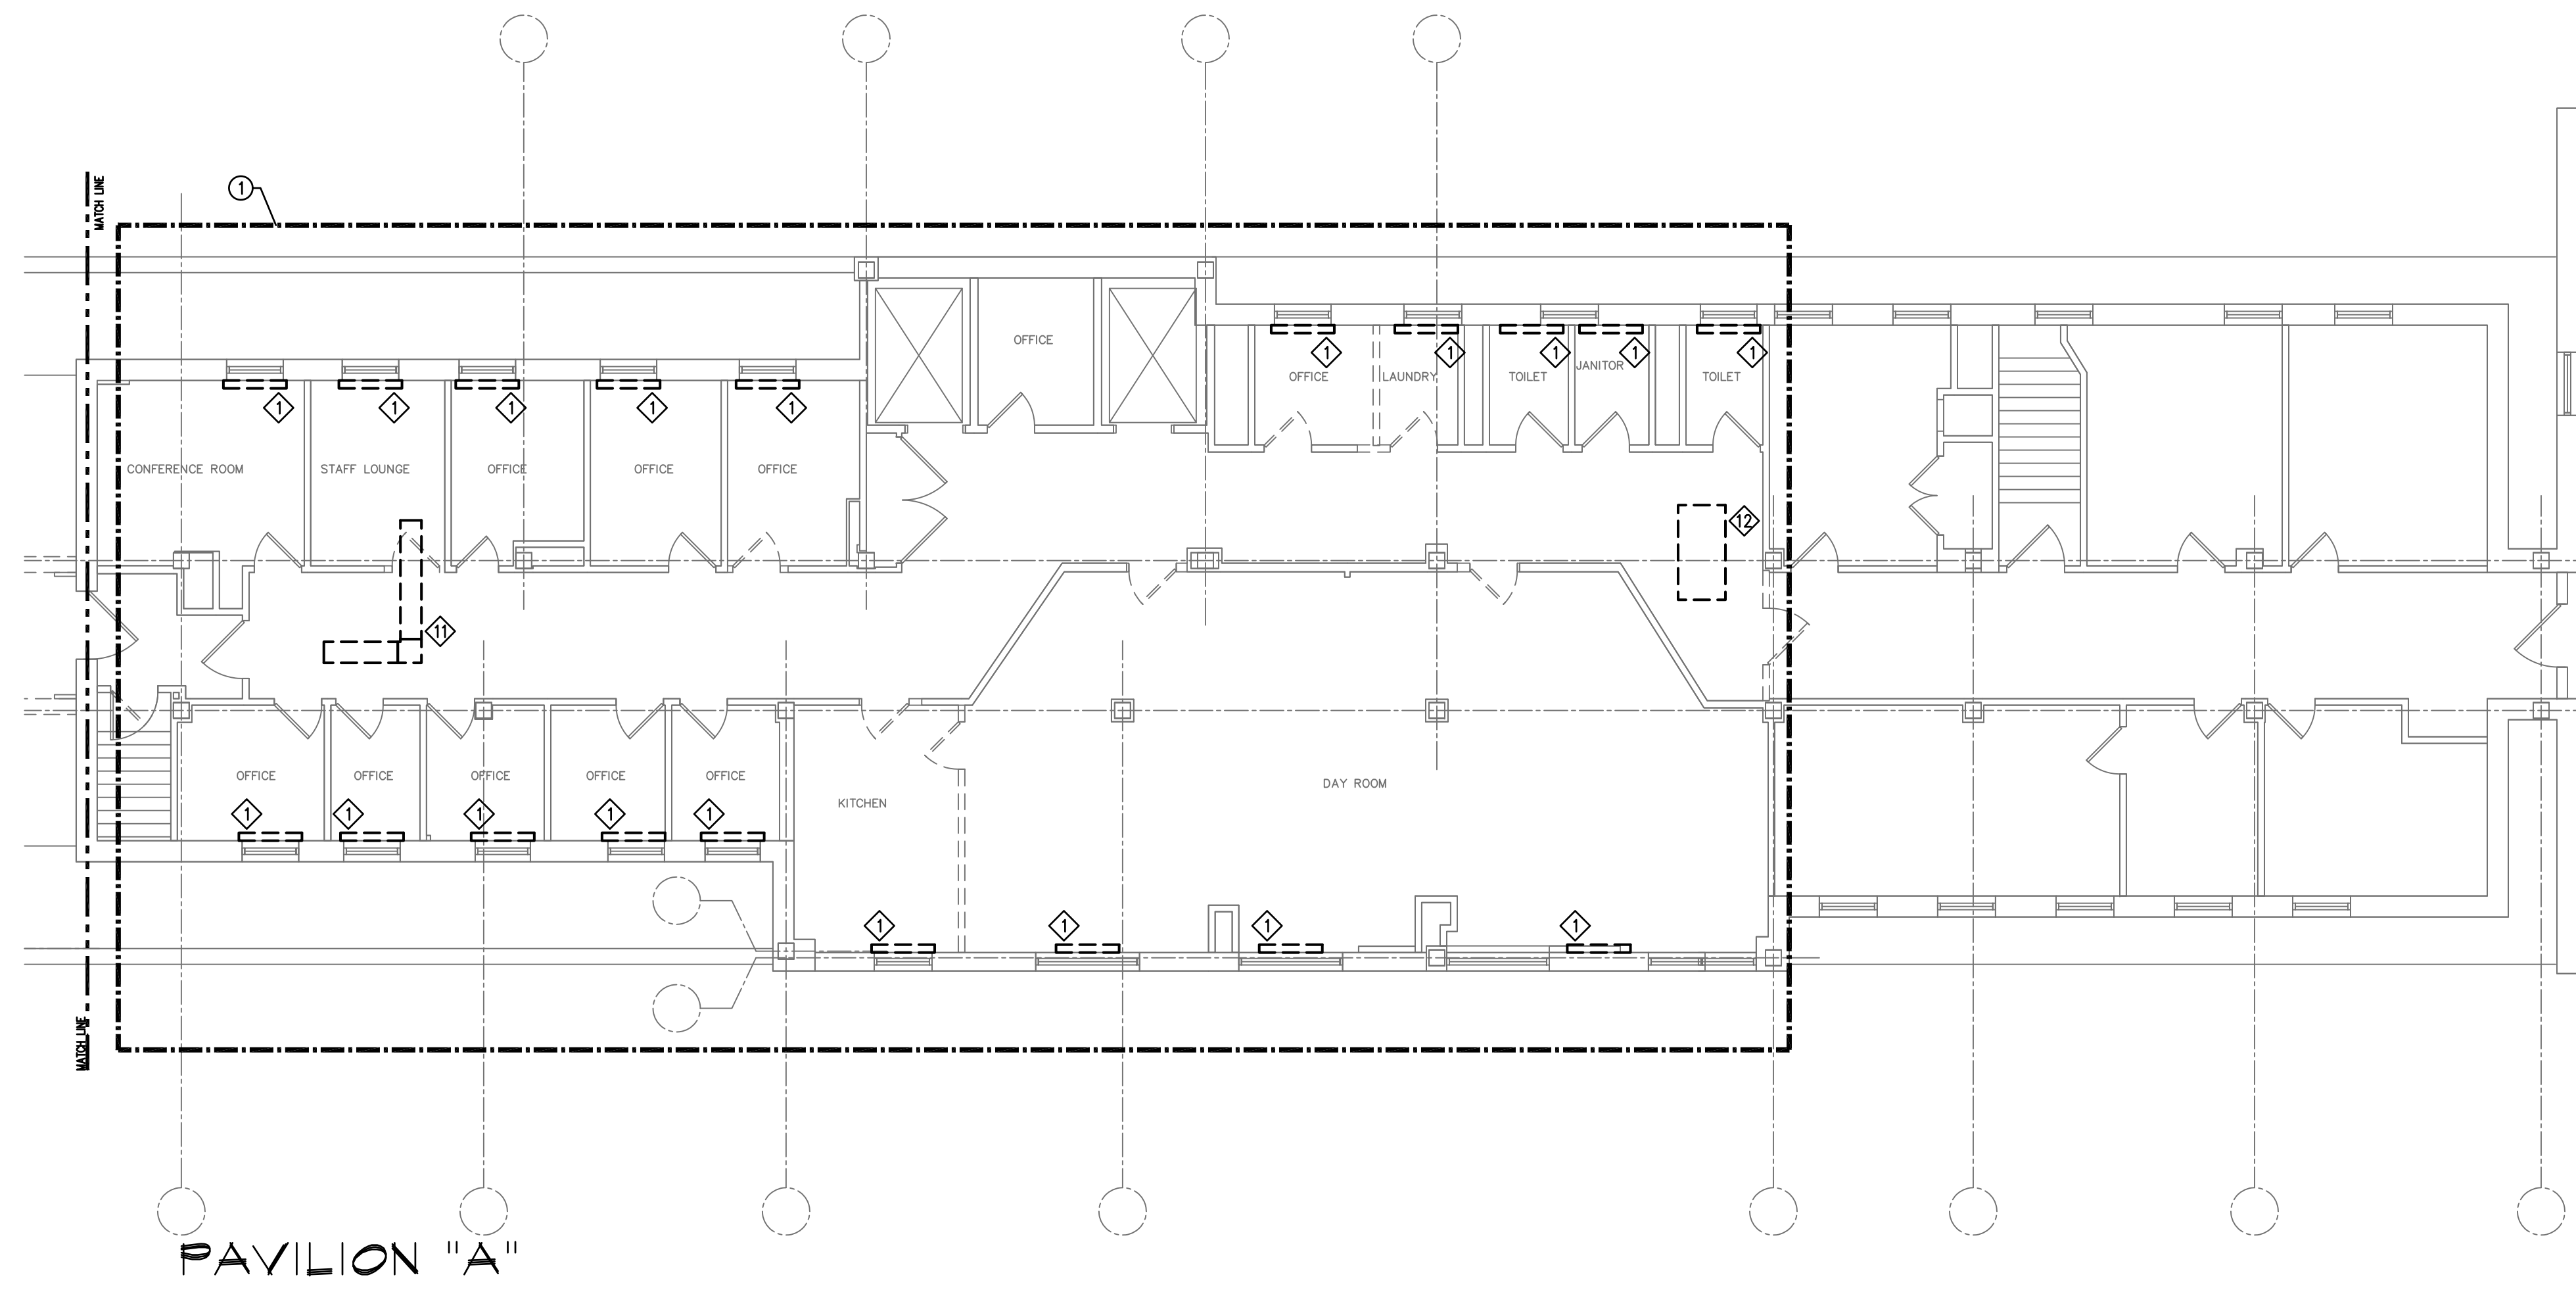 MATCH LINE
1
OFFICE
1 1 1 1 1
OFFICE LAUNDRY TOILET JANITOR TOILET
1 1 1 1 1
CONFERENCE ROOM STAFF LOUNGE OFFICE OFFICE OFFICE
12
11
OFFICE OFFICE OFFICE OFFICE OFFICE
DAY ROOM
KITCHEN
1 1 1 1 1
1 1 1 1
MATCH LINE
PAVILION "A"